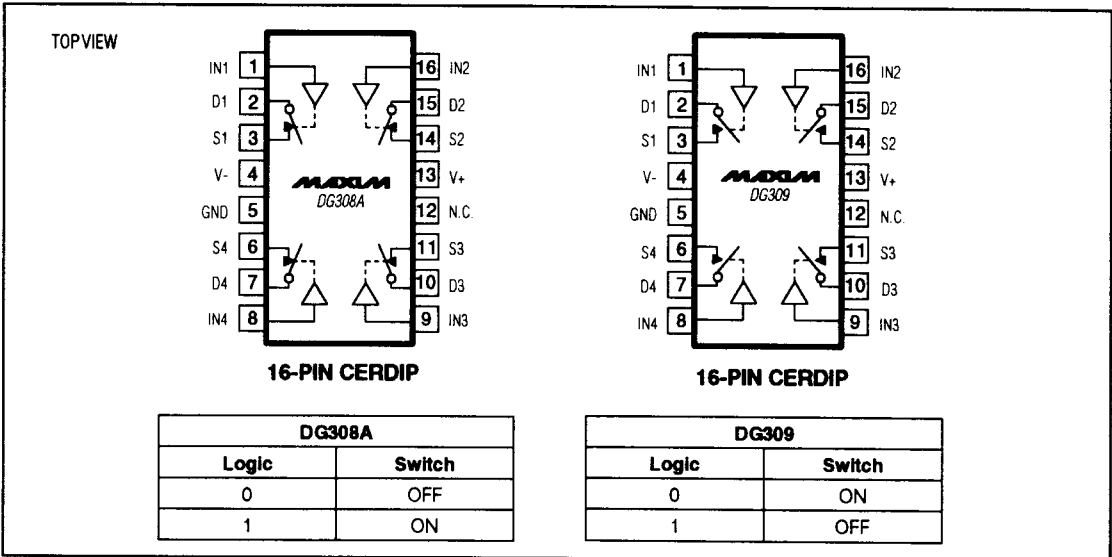 TOP VIEW
IN1 1 16 IN2
D1 2 15 D2
S1 3 14 S2
V- 4 13 V+
GND 5 12 N.C.
S4 6 11 S3
D4 7 10 D3
IN4 8 9 IN3
MAXIM
DG308A
16-PIN CERDIP
IN1 1 16 IN2
D1 2 15 D2
S1 3 14 S2
V- 4 13 V+
GND 5 12 N.C.
S4 6 11 S3
D4 7 10 D3
IN4 8 9 IN3
MAXIM
DG309
16-PIN CERDIP
DG308A
Logic Switch
0 OFF
1 ON
DG309
Logic Switch
0 ON
1 OFF